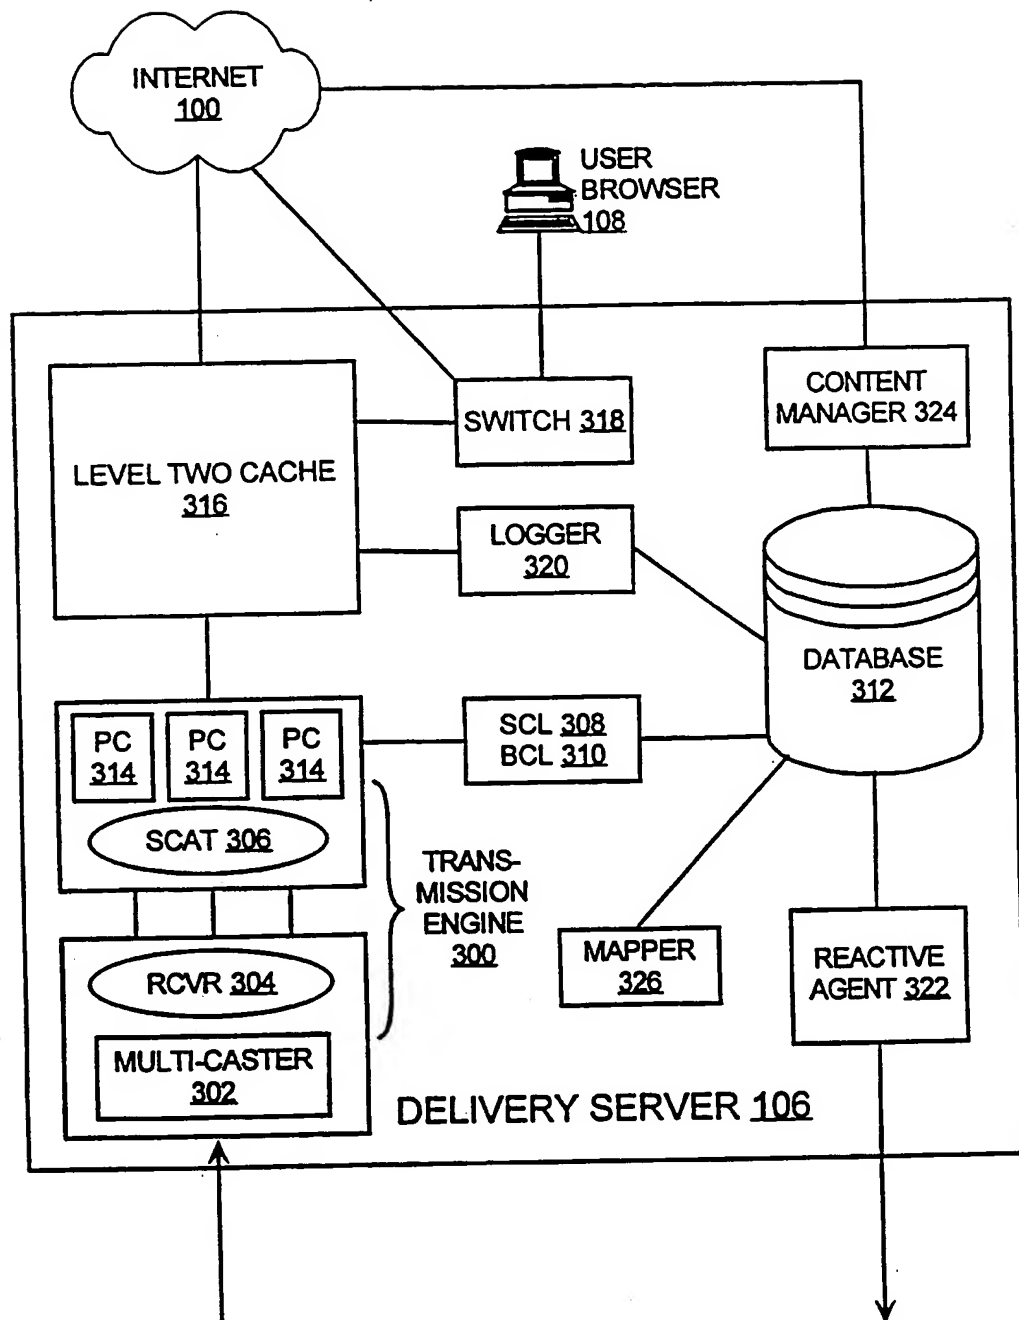 INTERNET
100
USER
BROWSER
108
CONTENT
MANAGER 324
SWITCH 318
LEVEL TWO CACHE
316
LOGGER
320
DATABASE
312
PC
314
PC
314
PC
314
SCL 308
BCL 310
SCAT 306
TRANS-
MISSION
ENGINE
300
RCVR 304
MAPPER
326
REACTIVE
AGENT 322
MULTI-CASTER
302
DELIVERY SERVER 106